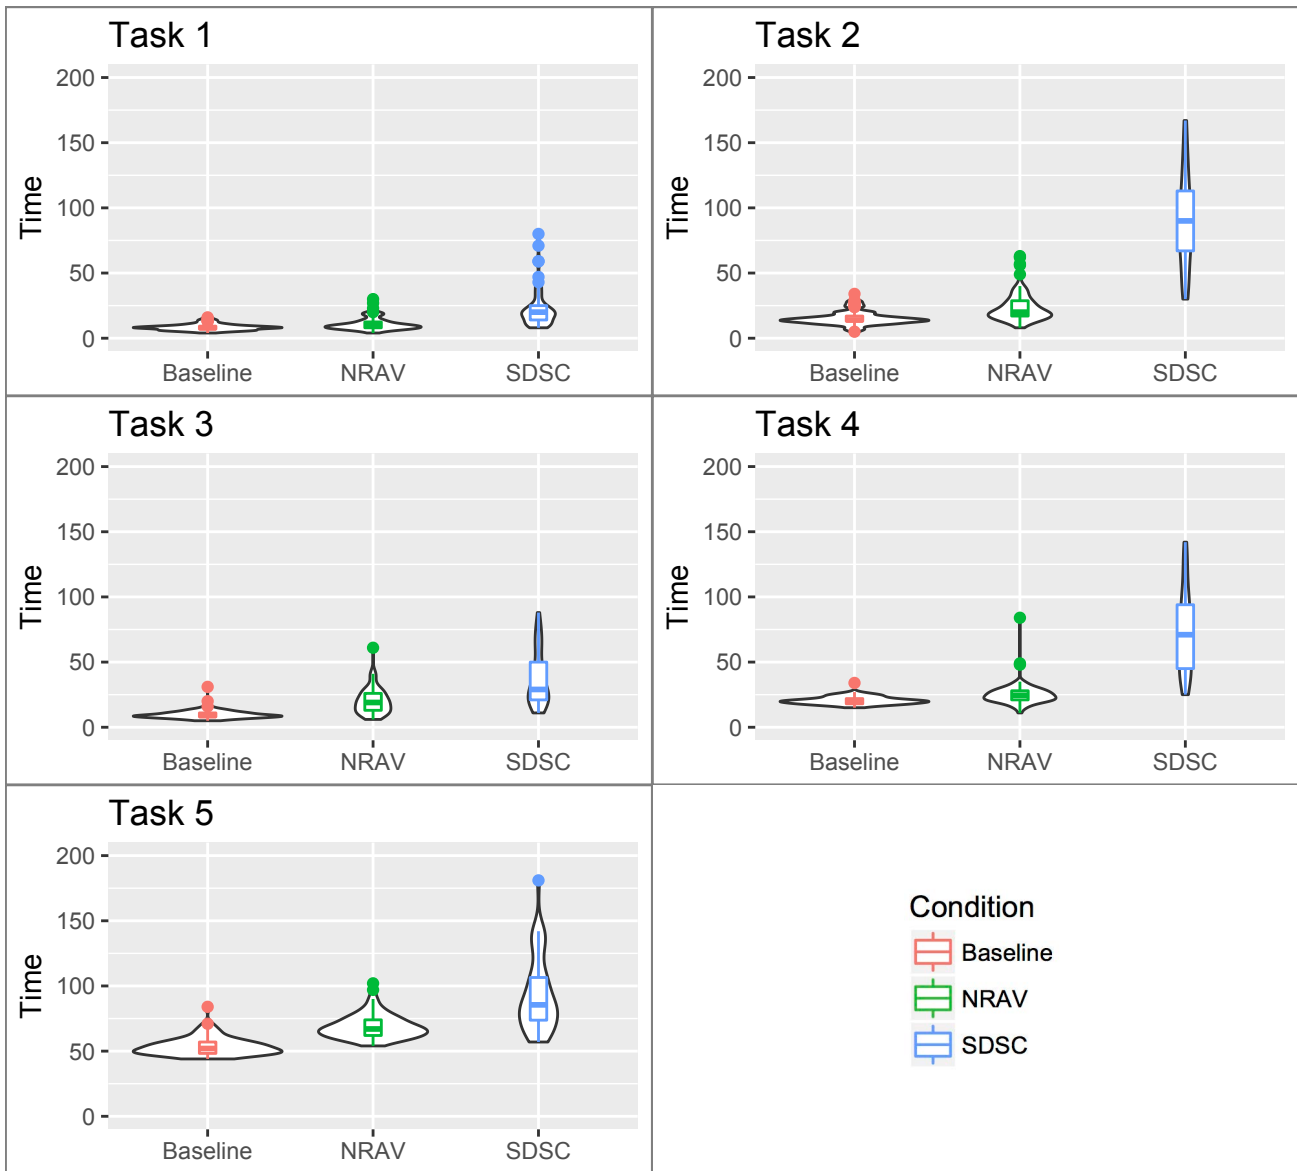 Task 1
200
150
100
50
0
Time
Baseline NRAV SDSC
Task 2
200
150
100
50
0
Time
Baseline NRAV SDSC
Task 3
200
150
100
50
0
Time
Baseline NRAV SDSC
Task 4
200
150
100
50
0
Time
Baseline NRAV SDSC
Task 5
200
150
100
50
0
Time
Baseline NRAV SDSC
Condition
Baseline
NRAV
SDSC